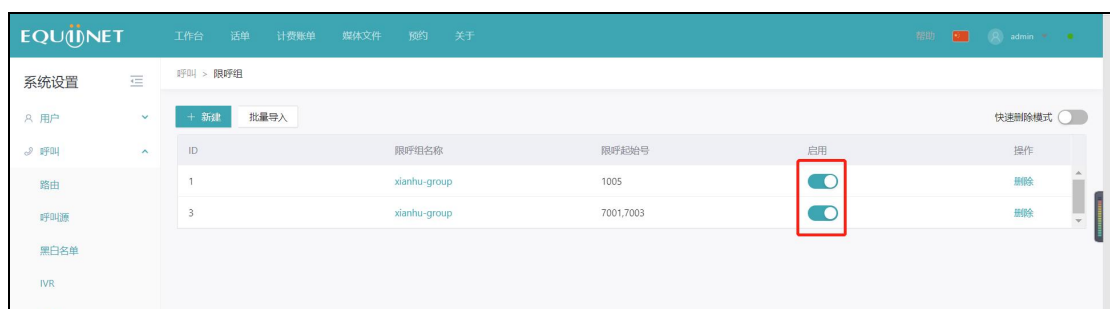 EQUIINET 工作台 话单 计费账单 媒体文件 预约 关于 帮助 admin
系统设置 呼叫 > 限呼组
用户 + 新建 批量导入 快速删除模式
呼叫 ID 限呼组名称 限呼起始号 启用 操作
路由 1 xianhu-group 1005 删除
呼叫源 3 xianhu-group 7001,7003 删除
黑白名单
IVR